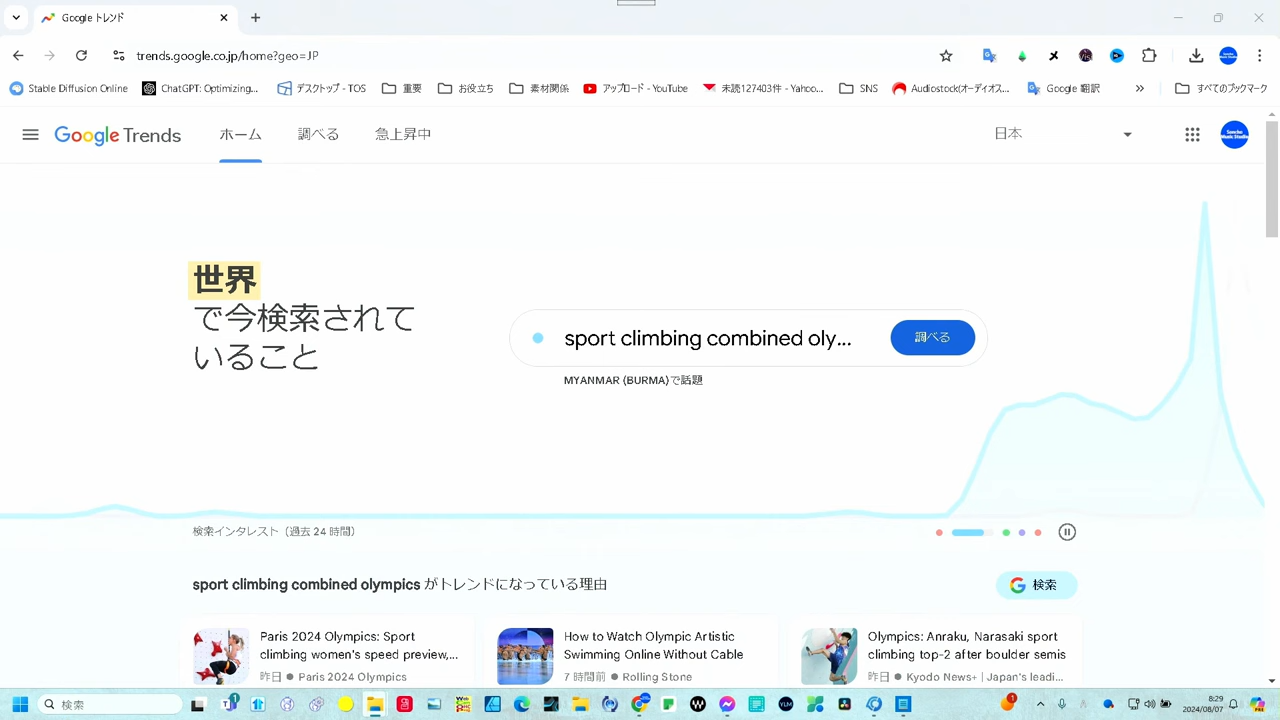 Google トレンド
trends.google.co.jp/home?geo=JP
Stable Diffusion Online
ChatGPT: Optimizing...
デスクトップ - TOS
重要
お役立ち
素材関係
アップロード - YouTube
未読127403件 - Yahoo...
SNS
Audiostock(オーディオス...
Google 翻訳
すべてのブックマーク
Google Trends
ホーム
調べる
急上昇中
日本
Sancho Music Studio
世界
で今検索されて
いること
sport climbing combined oly...
調べる
MYANMAR (BURMA)で話題
検索インタレスト（過去 24 時間）
sport climbing combined olympics がトレンドになっている理由
検索
Paris 2024 Olympics: Sport
climbing women's speed preview,...
昨日 ● Paris 2024 Olympics
How to Watch Olympic Artistic
Swimming Online Without Cable
7 時間前 ● Rolling Stone
Olympics: Anraku, Narasaki sport
climbing top-2 after boulder semis
昨日 ● Kyodo News+ | Japan's leadi...
検索
8:29
2024/08/07